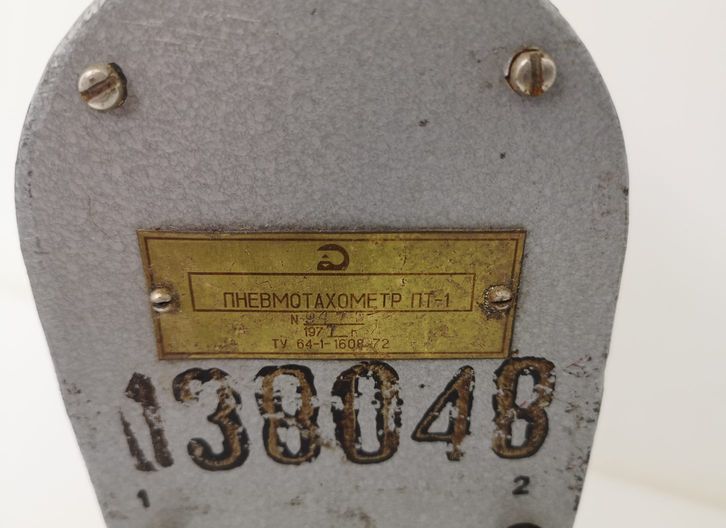 ПНЕВМОТАХОМЕТР ПТ-1
N
197 г.
ТУ 64-1-1608-72
138048
1 2